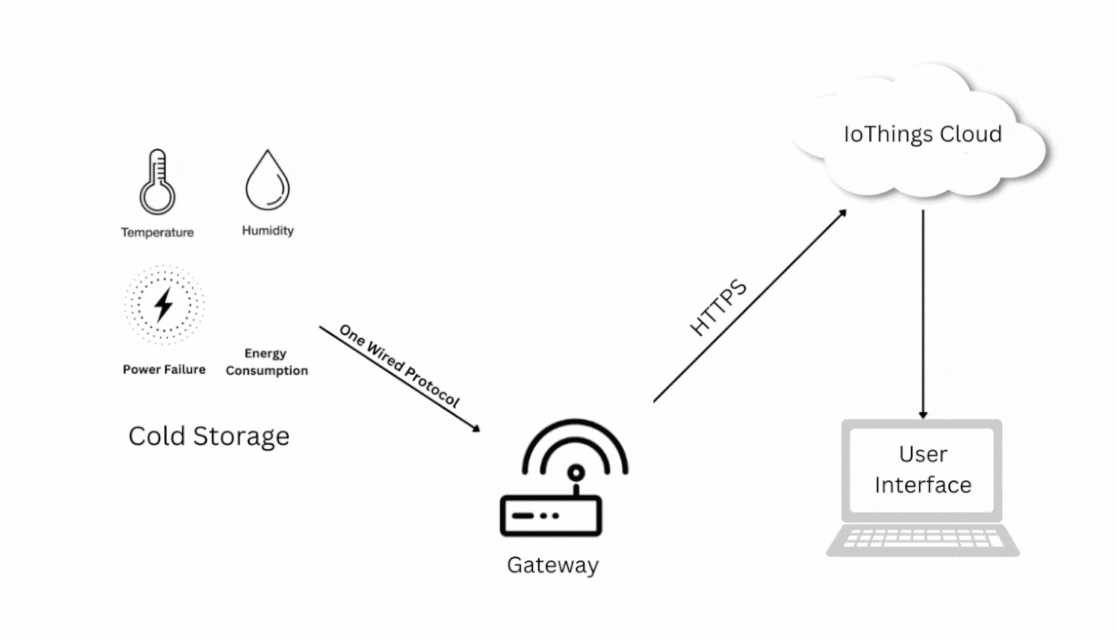 IoThings Cloud
Temperature
Humidity
HTTPS
One Wired Protocol
Power Failure
Energy
Consumption
Cold Storage
User
Interface
Gateway